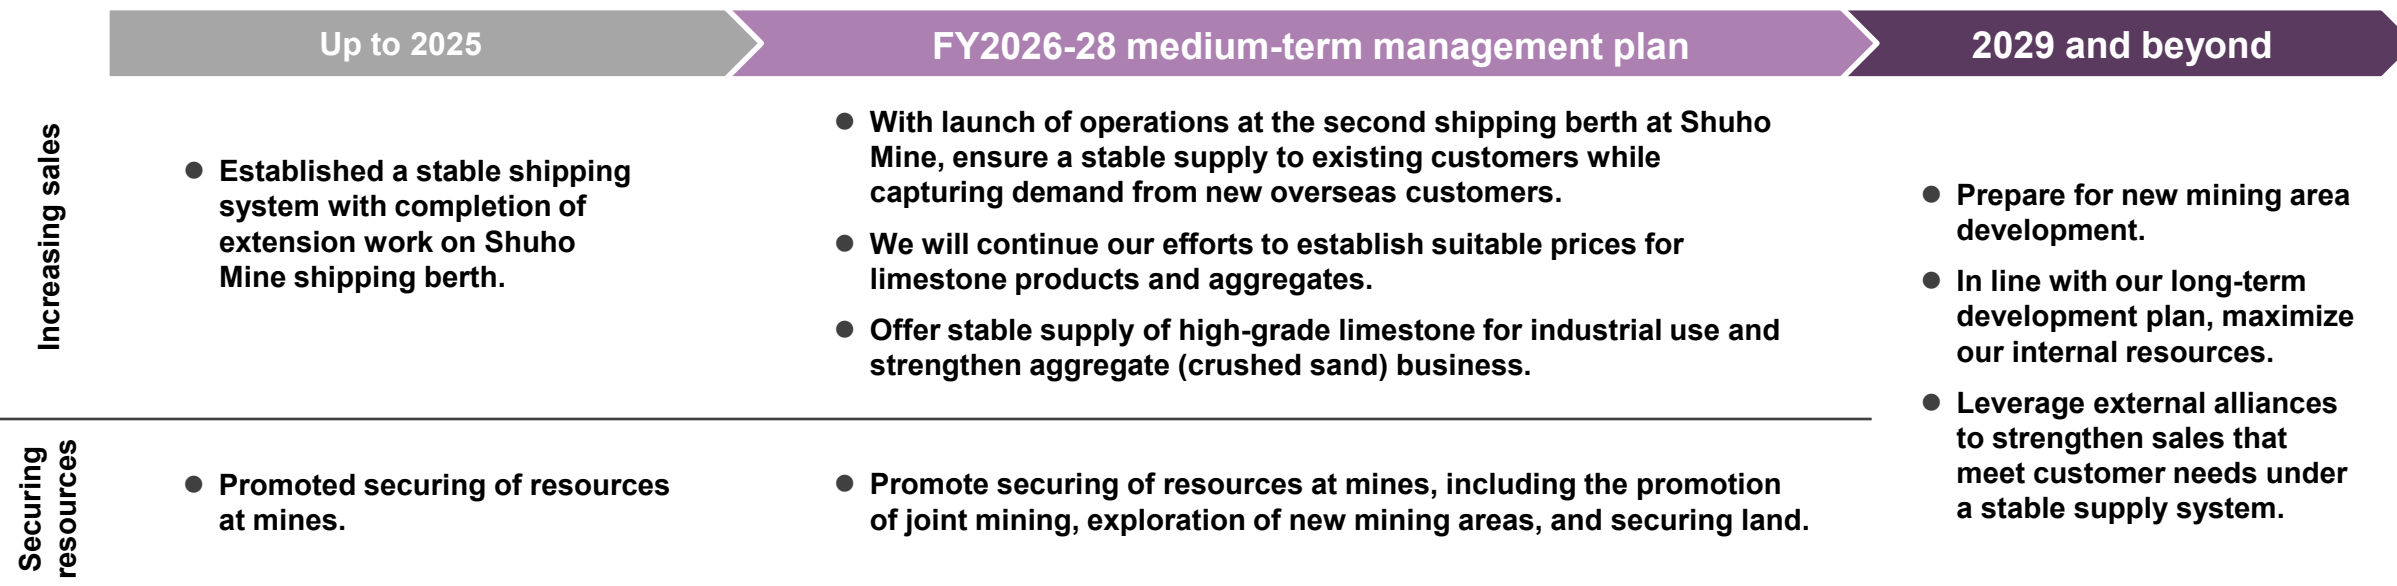 Up to 2025
FY2026-28 medium-term management plan
2029 and beyond
Increasing sales
● Established a stable shipping
system with completion of
extension work on Shuho
Mine shipping berth.
● With launch of operations at the second shipping berth at Shuho
Mine, ensure a stable supply to existing customers while
capturing demand from new overseas customers.
● We will continue our efforts to establish suitable prices for
limestone products and aggregates.
● Offer stable supply of high-grade limestone for industrial use and
strengthen aggregate (crushed sand) business.
Securing
resources
● Promoted securing of resources
at mines.
● Promote securing of resources at mines, including the promotion
of joint mining, exploration of new mining areas, and securing land.
● Prepare for new mining area
development.
● In line with our long-term
development plan, maximize
our internal resources.
● Leverage external alliances
to strengthen sales that
meet customer needs under
a stable supply system.